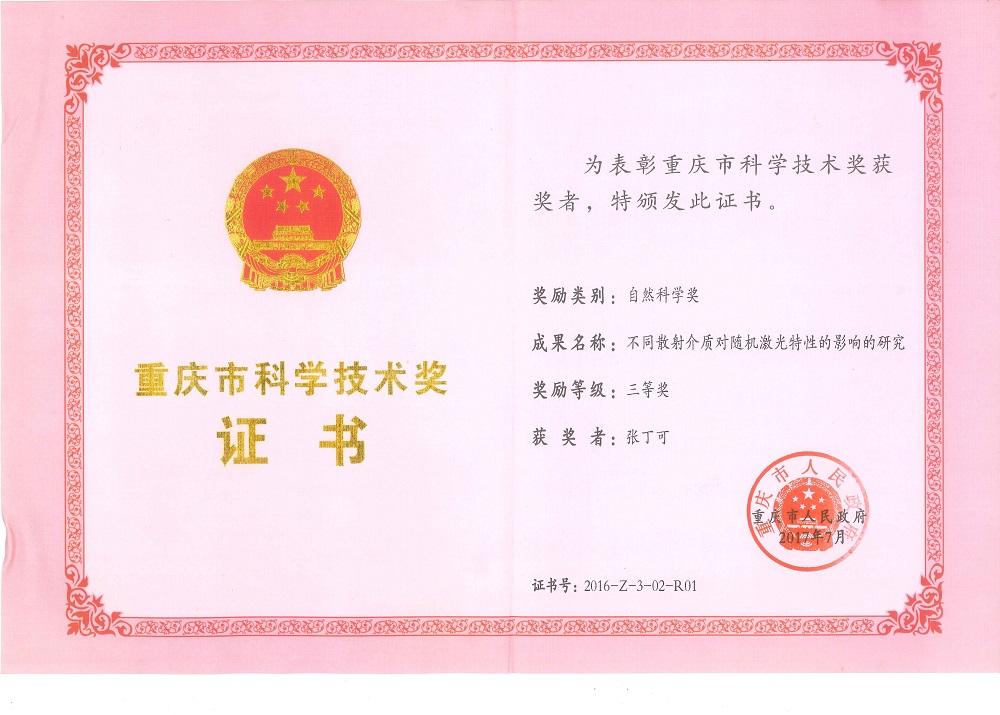 重庆市科学技术奖
证 书
为表彰重庆市科学技术奖获
奖者，特颁发此证书。
奖励类别：自然科学奖
成果名称：不同散射介质对随机激光特性的影响的研究
奖励等级：三等奖
获 奖 者：张丁可
重庆市人民政府
重庆市人民政府
2017年7月
证书号：2016-Z-3-02-R01